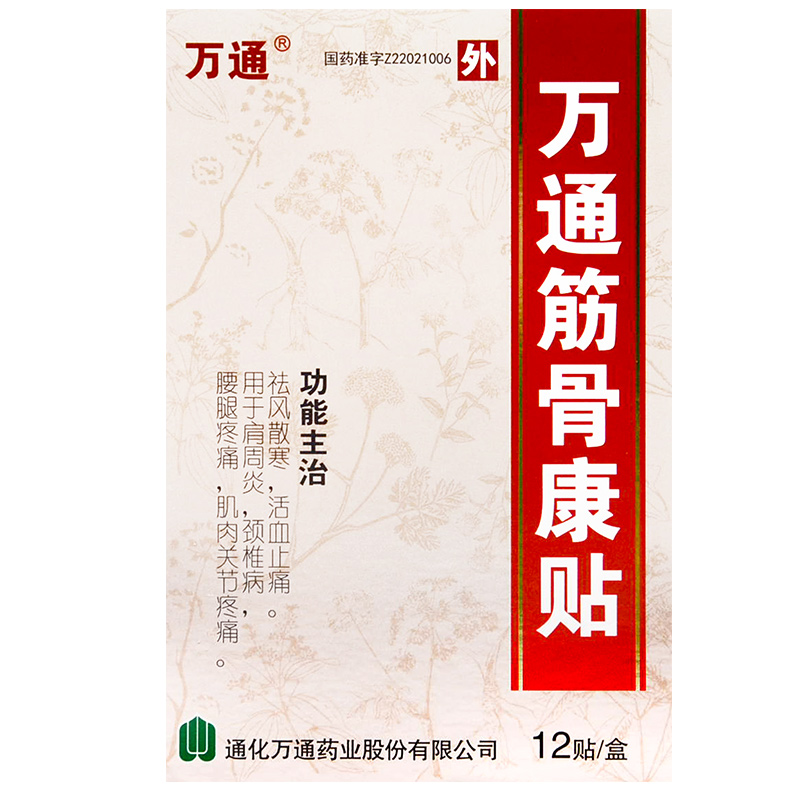 万通®
国药准字Z22021006
外
万通筋骨康贴
功能主治
祛风散寒，活血止痛。
用于肩周炎，颈椎病，
腰腿疼痛，肌肉关节疼痛。
通化万通药业股份有限公司
12贴/盒